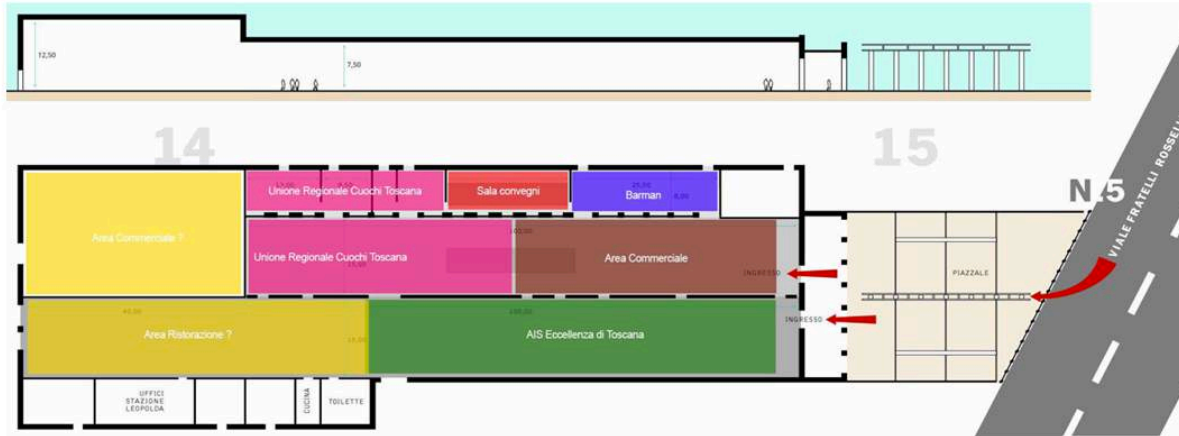 12,50
7,50
14
15
N.5
VIALE FRATELLI ROSSELLI
Unione Regionale Cuochi Toscana
Sala convegni
Barman
Area Commerciale ?
Unione Regionale Cuochi Toscana
Area Commerciale
INGRESSO
PIAZZALE
INGRESSO
Area Ristorazione ?
AIS Eccellenza di Toscana
UFFICI
STAZIONE
LEOPOLDA
CUCINA
TOILETTE